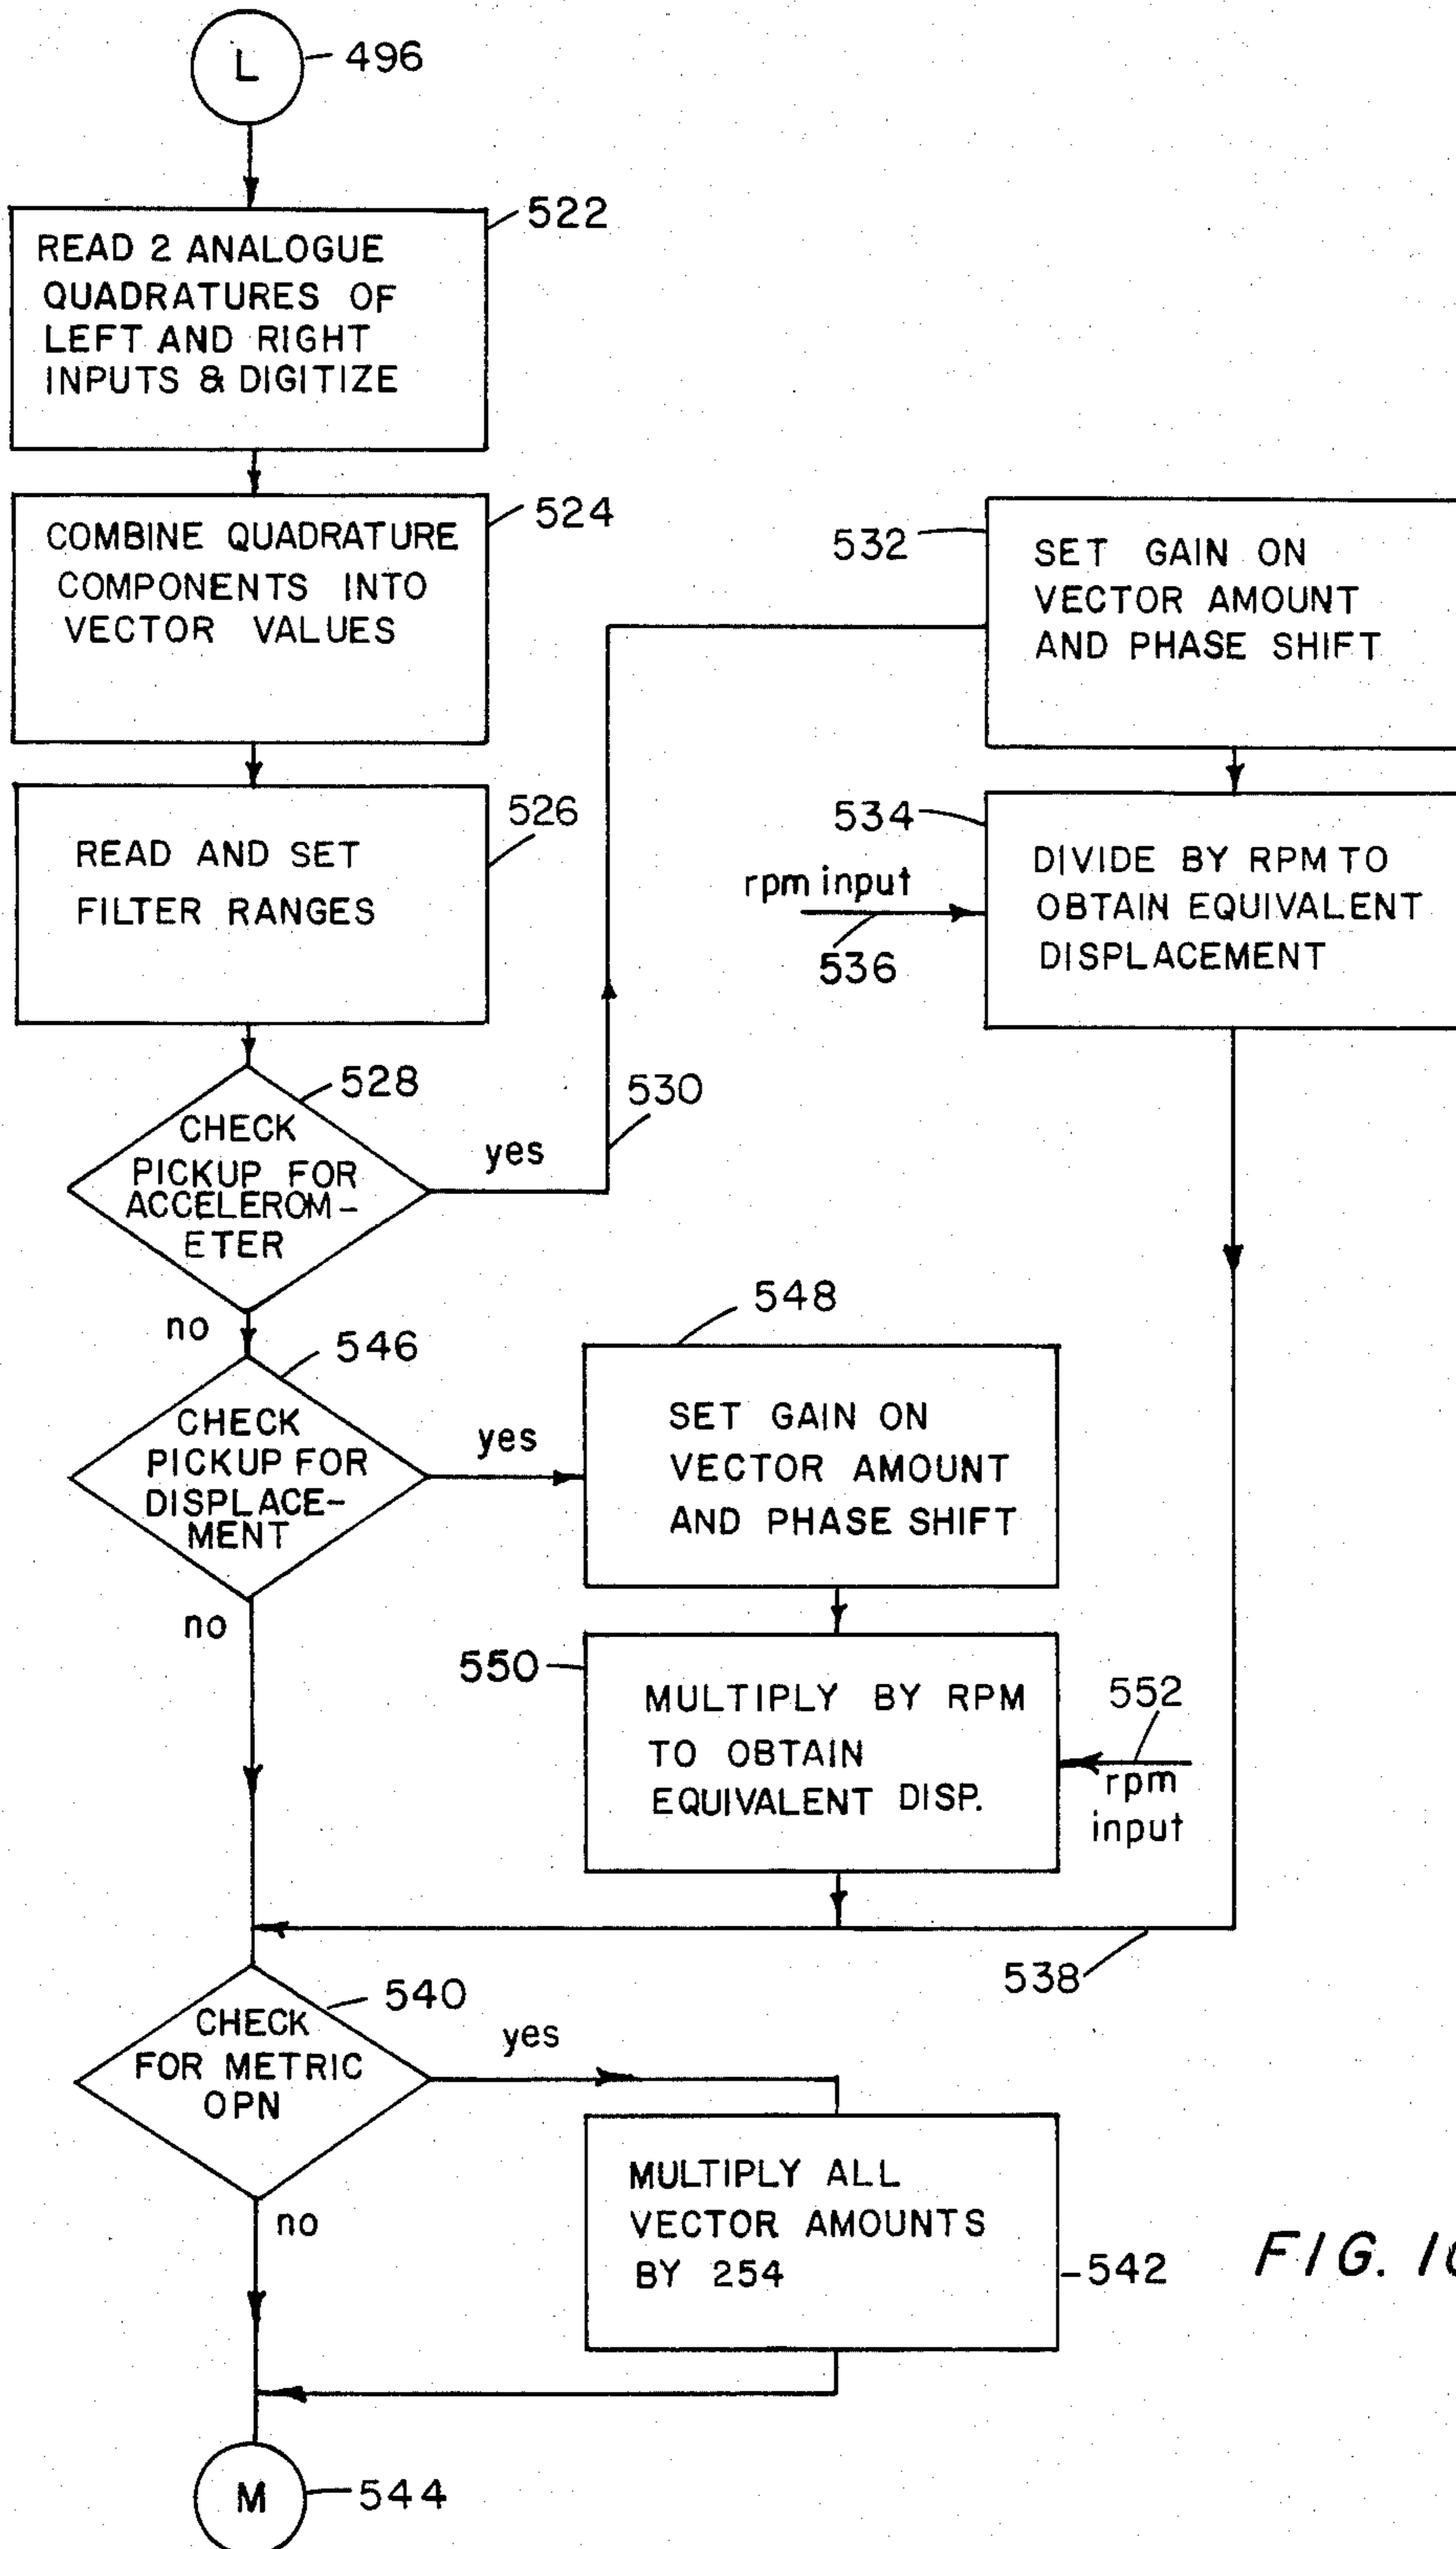 L
496
522
READ 2 ANALOGUE
QUADRATURES OF
LEFT AND RIGHT
INPUTS & DIGITIZE
524
COMBINE QUADRATURE
COMPONENTS INTO
VECTOR VALUES
532
SET GAIN ON
VECTOR AMOUNT
AND PHASE SHIFT
526
READ AND SET
FILTER RANGES
534
DIVIDE BY RPM TO
OBTAIN EQUIVALENT
DISPLACEMENT
rpm input
536
528
CHECK
PICKUP FOR
ACCELEROM-
ETER
yes
530
no
546
CHECK
PICKUP FOR
DISPLACE-
MENT
yes
no
548
SET GAIN ON
VECTOR AMOUNT
AND PHASE SHIFT
550
MULTIPLY BY RPM
TO OBTAIN
EQUIVALENT DISP.
552
rpm
input
538
540
CHECK
FOR METRIC
OPN
yes
no
MULTIPLY ALL
VECTOR AMOUNTS
BY 254
542
FIG.
M
544